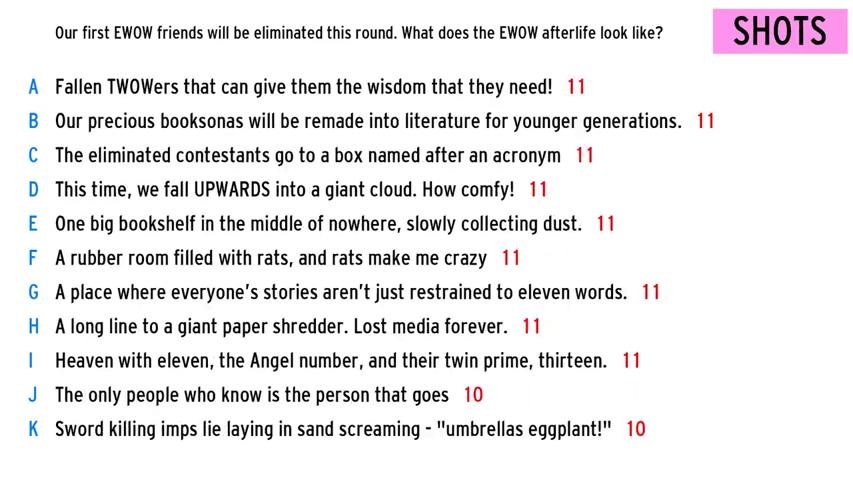 Our first EWOW friends will be eliminated this round. What does the EWOW afterlife look like?
SHOTS
A Fallen TWOWers that can give them the wisdom that they need! 11
B Our precious booksonas will be remade into literature for younger generations. 11
C The eliminated contestants go to a box named after an acronym 11
D This time, we fall UPWARDS into a giant cloud. How comfy! 11
E One big bookshelf in the middle of nowhere, slowly collecting dust. 11
F A rubber room filled with rats, and rats make me crazy 11
G A place where everyone's stories aren't just restrained to eleven words. 11
H A long line to a giant paper shredder. Lost media forever. 11
I Heaven with eleven, the Angel number, and their twin prime, thirteen. 11
J The only people who know is the person that goes 10
K Sword killing imps lie laying in sand screaming - "umbrellas eggplant!" 10